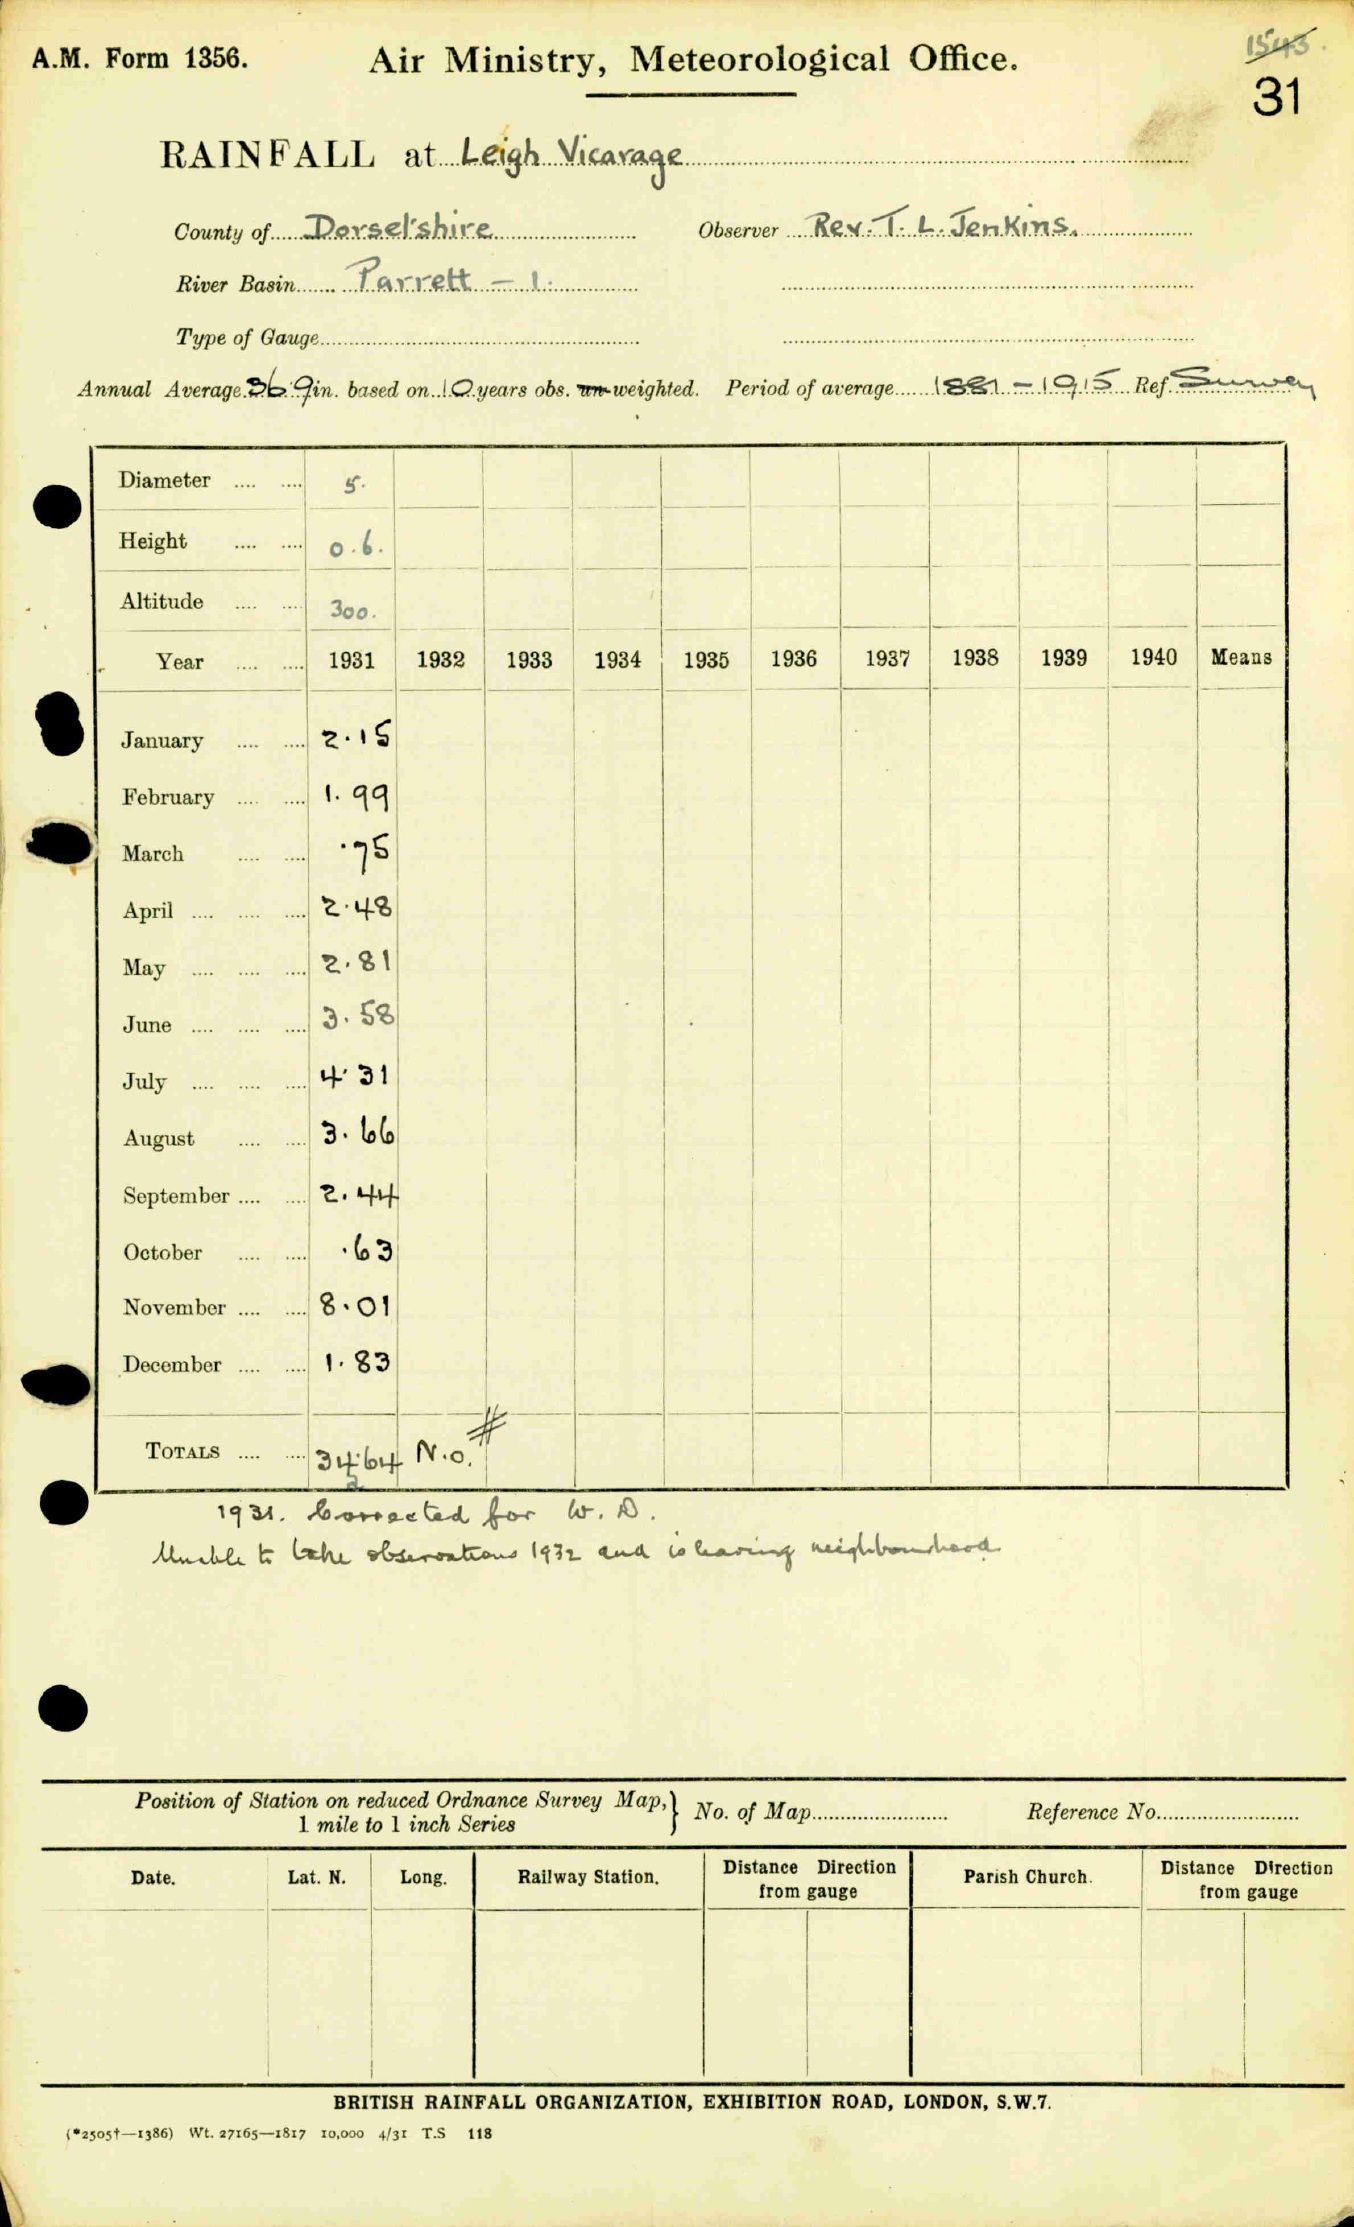 A.M. Form 1356. Air Ministry, Meteorological Office. 1543.
31
RAINFALL at Leigh Vicarage
County of Dorset'shire Observer Rev. T. L. Jenkins.
River Basin Parrett — 1.
Type of Gauge
Annual Average 36.9 in. based on 10 years obs. un-weighted. Period of average 1881 — 1915 Ref. Survey
Diameter 5.
Height 0.6.
Altitude 300.
Year 1931 1932 1933 1934 1935 1936 1937 1938 1939 1940 Means
January 2.15
February 1.99
March .75
April 2.48
May 2.81
June 3.58
July 4.31
August 3.66
September 2.44
October .63
November 8.01
December 1.83
TOTALS 34.64 N.o. #
1931. Corrected for W. D.
Unable to take observations 1932 and is leaving neighbourhood
Position of Station on reduced Ordnance Survey Map, } No. of Map Reference No.
1 mile to 1 inch Series
Date. Lat. N. Long. Railway Station. Distance Direction Parish Church. Distance Direction
from gauge from gauge
BRITISH RAINFALL ORGANIZATION, EXHIBITION ROAD, LONDON, S.W.7.
(*2505†—1386) Wt. 27165—1817 10,000 4/31 T.S 118